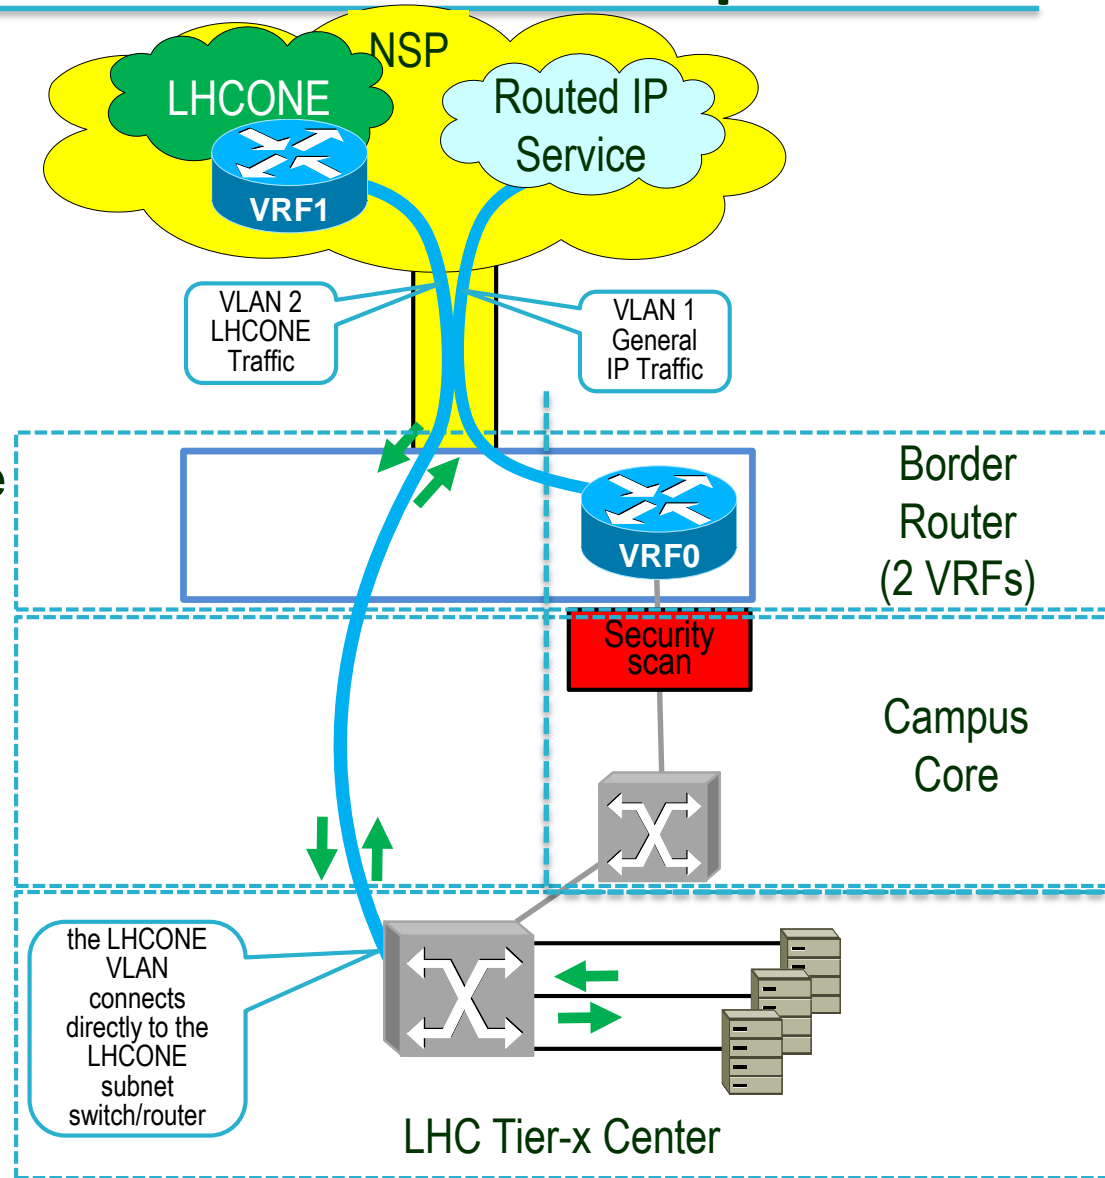 NSP
LHCONE
Routed IP
Service
VRF1
VLAN 2
LHCONE
Traffic
VLAN 1
General
IP Traffic
Border
Router
(2 VRFs)
VRF0
Security
scan
Campus
Core
the LHCONE
VLAN
connects
directly to the
LHCONE
subnet
switch/router
LHC Tier-x Center